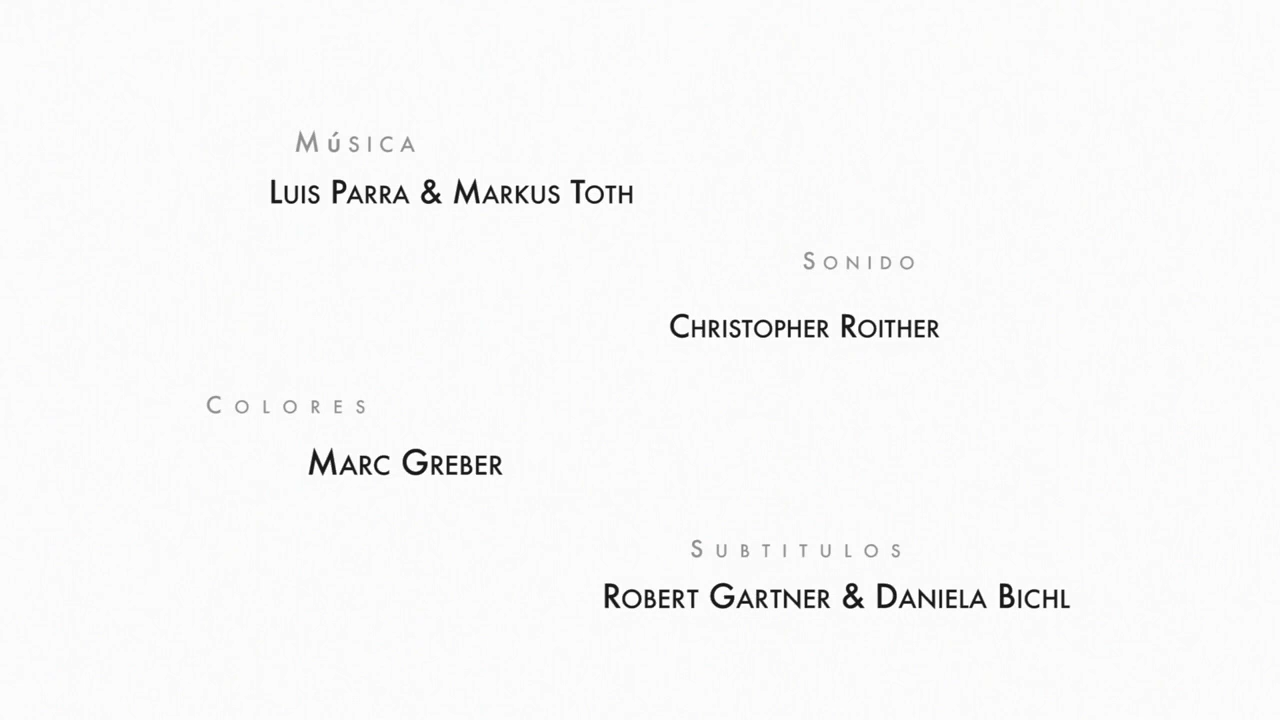 Música
Luis Parra & Markus Toth
Sonido
Christopher Roither
Colores
Marc Greber
Subtitulos
Robert Gartner & Daniela Bichl